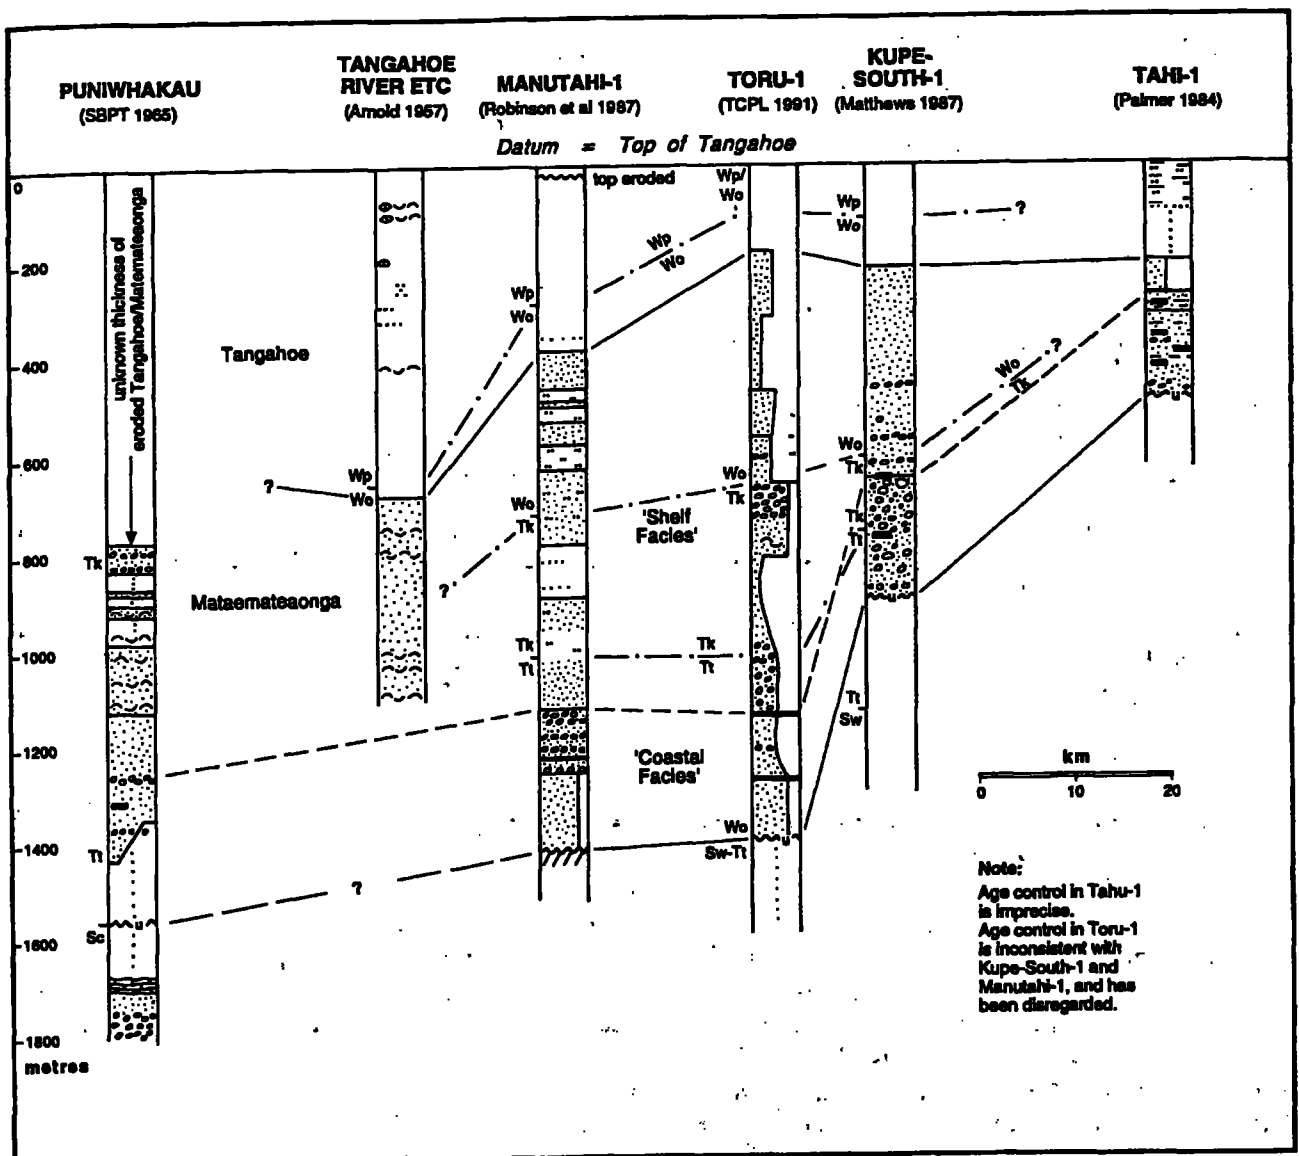 PUNIWHAKAU
(SBPT 1965)
TANGAHOE
RIVER ETC
(Arnold 1957)
MANUTAHI-1
(Robinson et al 1987)
TORU-1
(TCPL 1991)
KUPE-
SOUTH-1
(Matthews 1987)
TAHI-1
(Palmer 1984)
Datum = Top of Tangahoe
0
200
400
600
800
1000
1200
1400
1600
1800
metres
unknown thickness of
eroded Tangahoe/Matemateaonga
Tk
Tt
u
Sc
Tangahoe
Mataemateaonga
?
Wp
Wo
?
top eroded
Wp
Wo
Wo
Tk
Tk
Tt
?
Wp
Wo
'Shelf
Facies'
Tk
Tt
'Coastal
Facies'
Wp/
Wo
Wo
Tk
Wo
Sw-Tt
u
Wp
Wo
Wo
Tk
Tk
Tt
u
Tt
Sw
?
Wo
Tk
?
u
km
0
10
20
Note:
Age control in Tahu-1
is imprecise.
Age control in Toru-1
is inconsistent with
Kupe-South-1 and
Manutahi-1, and has
been disregarded.